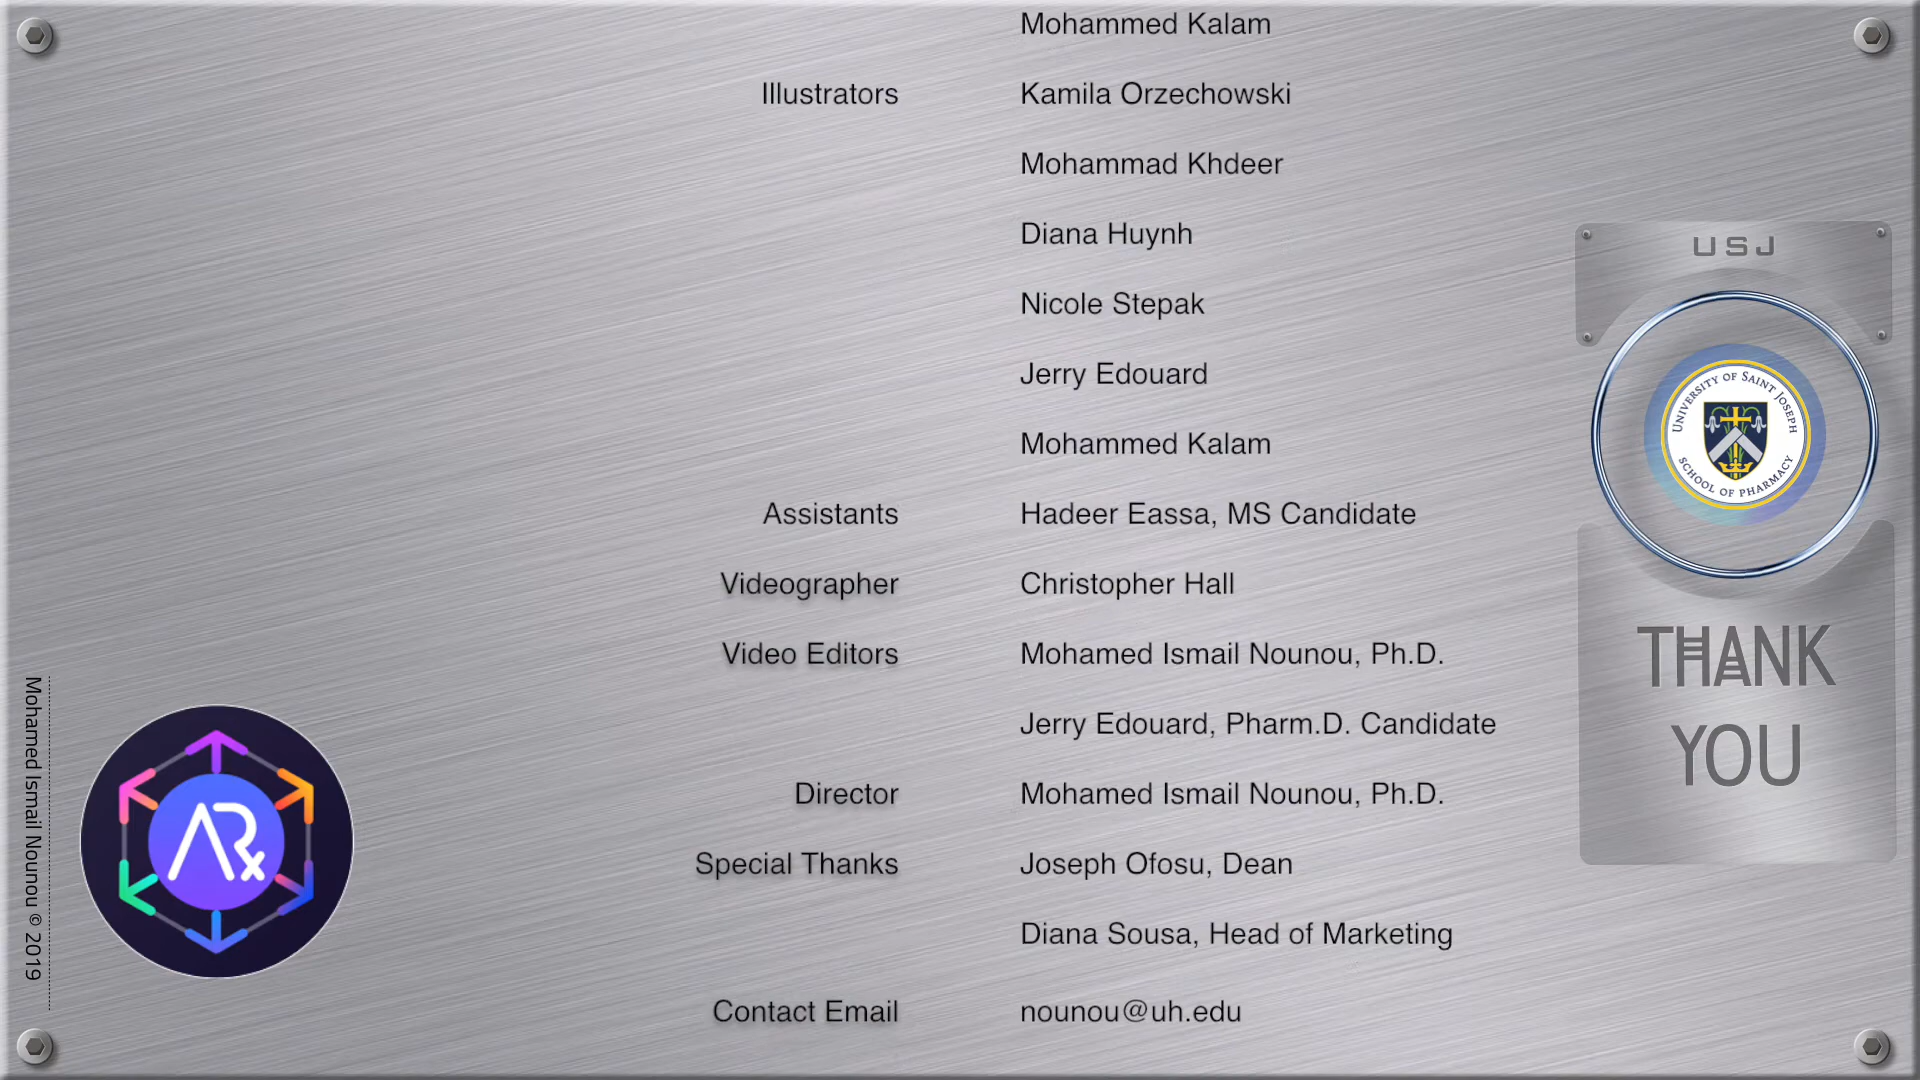 Mohammed Kalam
Illustrators Kamila Orzechowski
Mohammad Khdeer
Diana Huynh
Nicole Stepak
Jerry Edouard
Mohammed Kalam
Assistants Hadeer Eassa, MS Candidate
Videographer Christopher Hall
Video Editors Mohamed Ismail Nounou, Ph.D.
Jerry Edouard, Pharm.D. Candidate
Director Mohamed Ismail Nounou, Ph.D.
Special Thanks Joseph Ofosu, Dean
Diana Sousa, Head of Marketing
Contact Email nounou@uh.edu
USJ
UNIVERSITY OF SAINT JOSEPH
SCHOOL OF PHARMACY
THANK
YOU
Mohamed Ismail Nounou © 2019
ARx